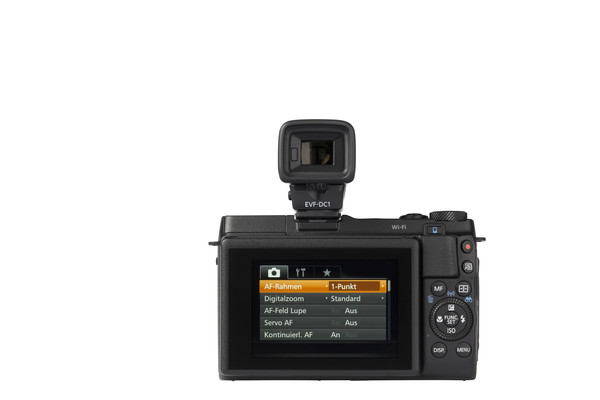 EVF-DC1
Wi-Fi
AF-Rahmen 1-Punkt
Digitalzoom Standard
AF-Feld Lupe Aus
Servo AF Aus
Kontinuierl. AF An
MF
FUNC.
SET
ISO
DISP.
MENU